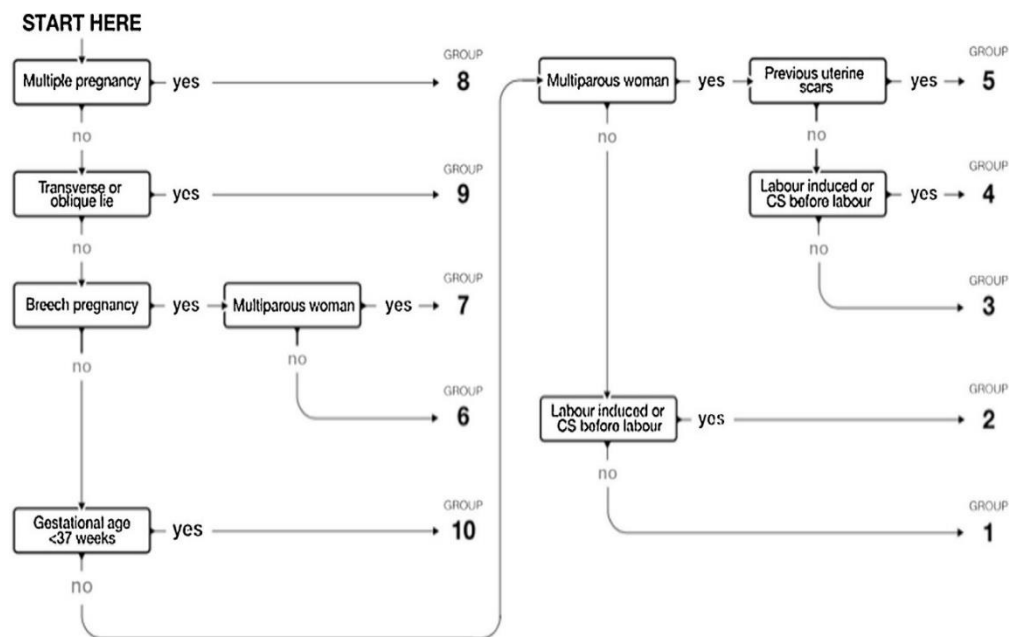 START HERE
Multiple pregnancy
yes
GROUP
8
no
Transverse or
oblique lie
yes
GROUP
9
no
Breech pregnancy
yes
Multiparous woman
yes
GROUP
7
no
no
GROUP
6
Gestational age
<37 weeks
yes
GROUP
10
no
Multiparous woman
yes
Previous uterine
scars
yes
GROUP
5
no
no
Labour induced or
CS before labour
yes
GROUP
4
no
GROUP
3
Labour induced or
CS before labour
yes
GROUP
2
no
GROUP
1